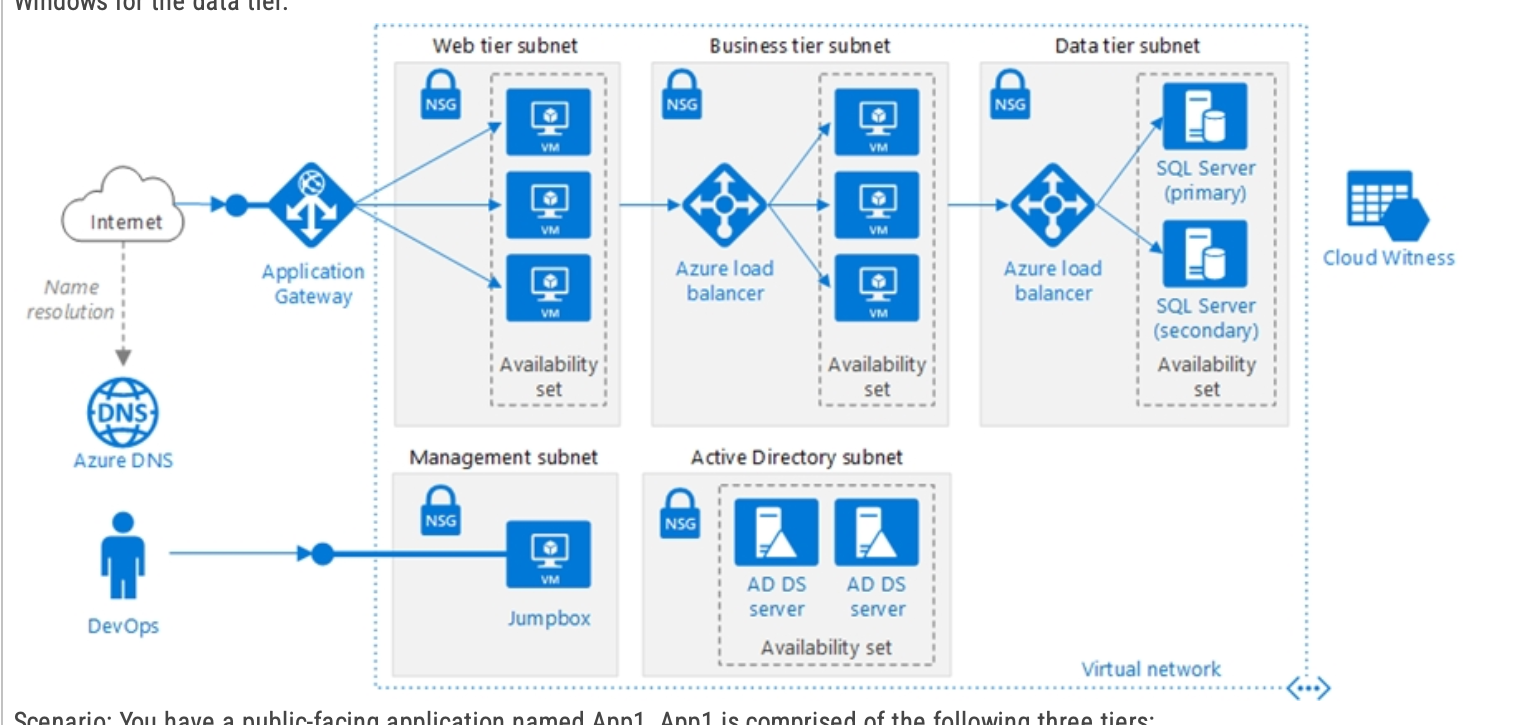 Windows for the data tier.
Web tier subnet
Business tier subnet
Data tier subnet
NSG
NSG
NSG
VM
VM
VM
VM
VM
VM
Availability
set
Availability
set
SQL Server
(primary)
SQL Server
(secondary)
Availability
set
Internet
Application
Gateway
Azure load
balancer
Azure load
balancer
Cloud Witness
Name
resolution
DNS
Azure DNS
Management subnet
Active Directory subnet
NSG
NSG
VM
Jumpbox
AD DS
server
AD DS
server
Availability set
DevOps
Virtual network
Scenario: You have a public-facing application named App1. App1 is comprised of the following three tiers: